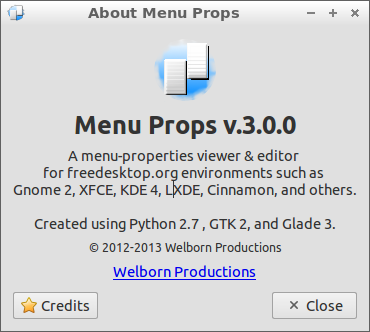 About Menu Props
Menu Props v.3.0.0
A menu-properties viewer & editor
for freedesktop.org environments such as
Gnome 2, XFCE, KDE 4, LXDE, Cinnamon, and others.
Created using Python 2.7 , GTK 2, and Glade 3.
© 2012-2013 Welborn Productions
Welborn Productions
Credits
Close